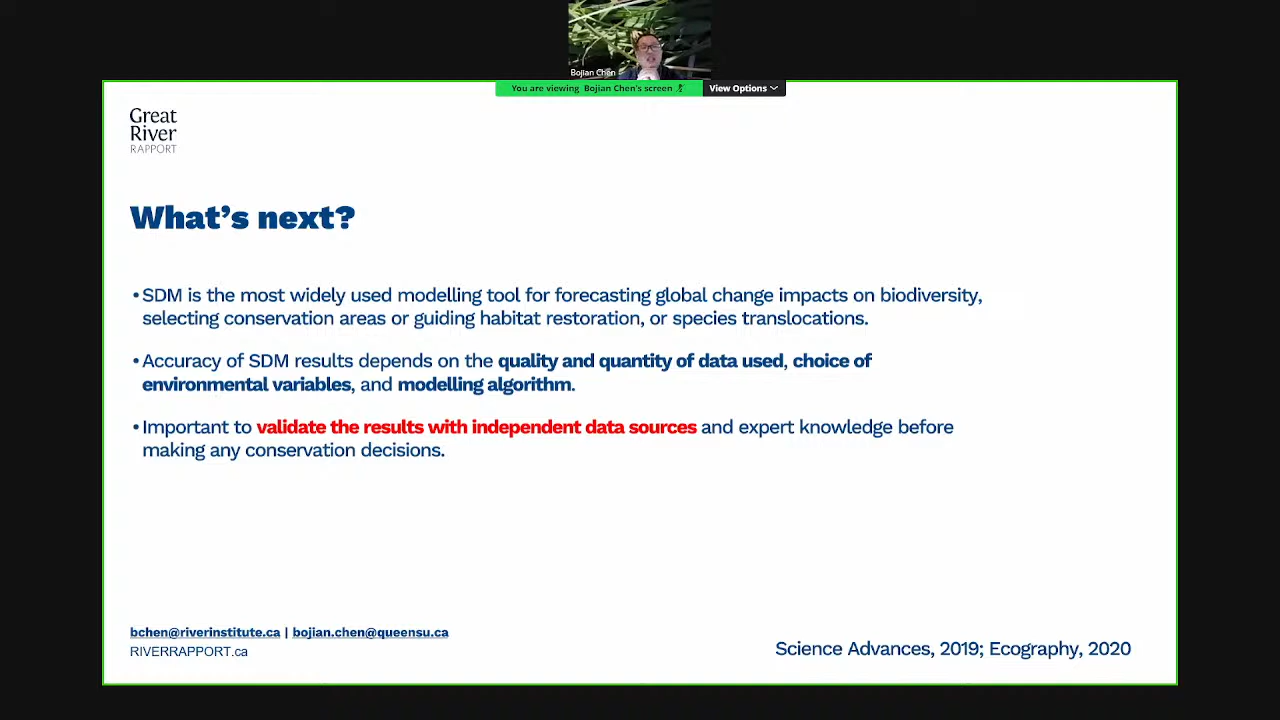 Bojian Chen
You are viewing Bojian Chen's screen
View Options
Great
River
RAPPORT
What's next?
•SDM is the most widely used modelling tool for forecasting global change impacts on biodiversity,
selecting conservation areas or guiding habitat restoration, or species translocations.
•Accuracy of SDM results depends on the quality and quantity of data used, choice of
environmental variables, and modelling algorithm.
•Important to validate the results with independent data sources and expert knowledge before
making any conservation decisions.
bchen@riverinstitute.ca | bojian.chen@queensu.ca
RIVERRAPPORT.ca
Science Advances, 2019; Ecography, 2020